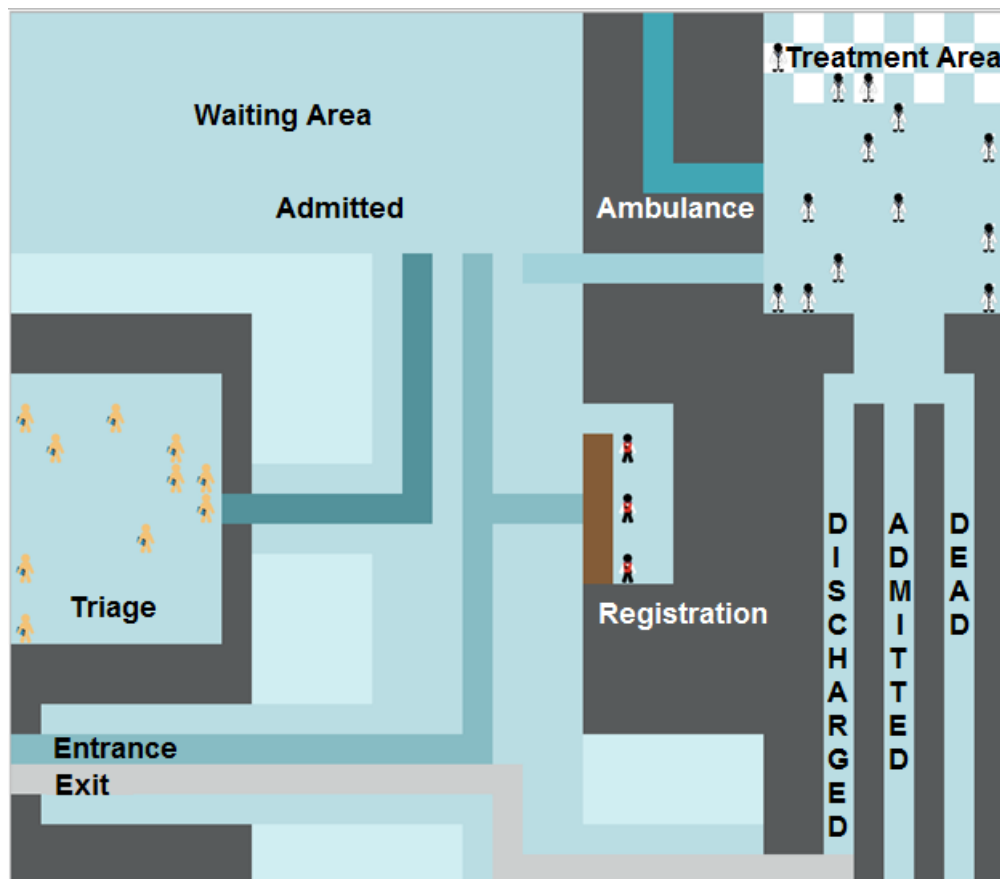 Treatment Area
Waiting Area
Admitted
Ambulance
Triage
Registration
Entrance
Exit
DISCHARGED
ADMITTED
DEAD